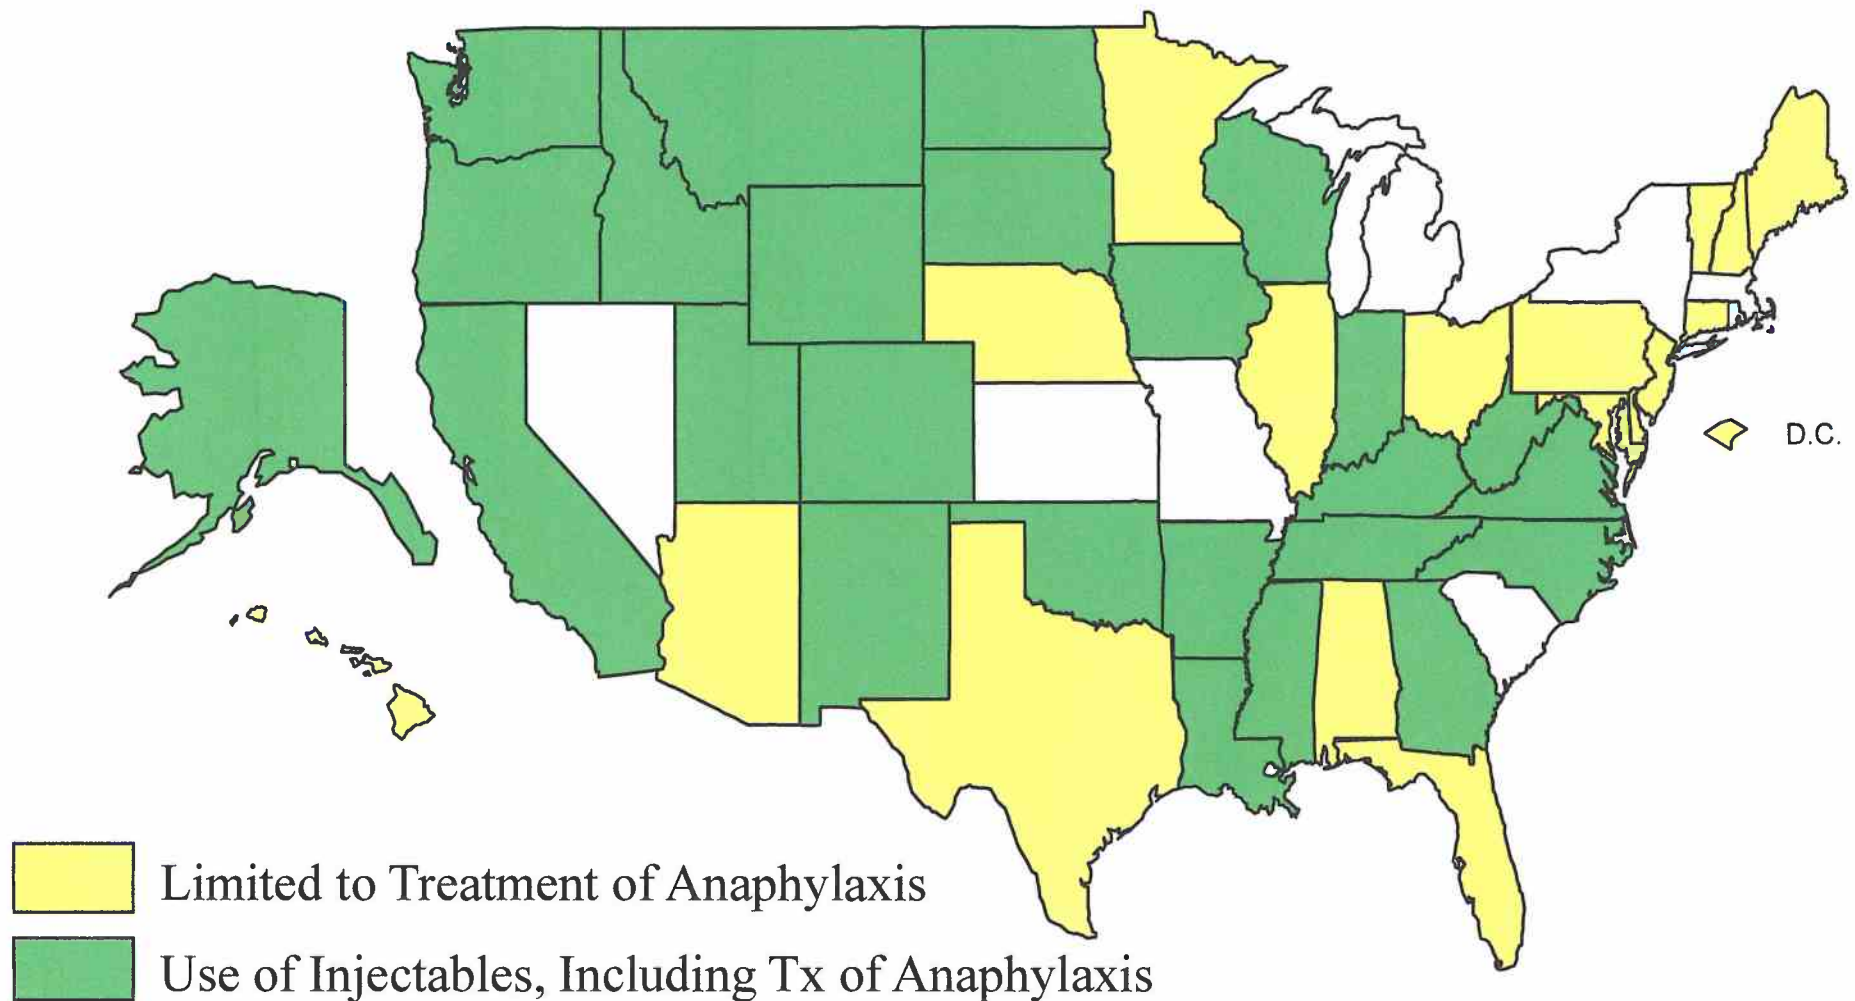 D.C.
Limited to Treatment of Anaphylaxis
Use of Injectables, Including Tx of Anaphylaxis